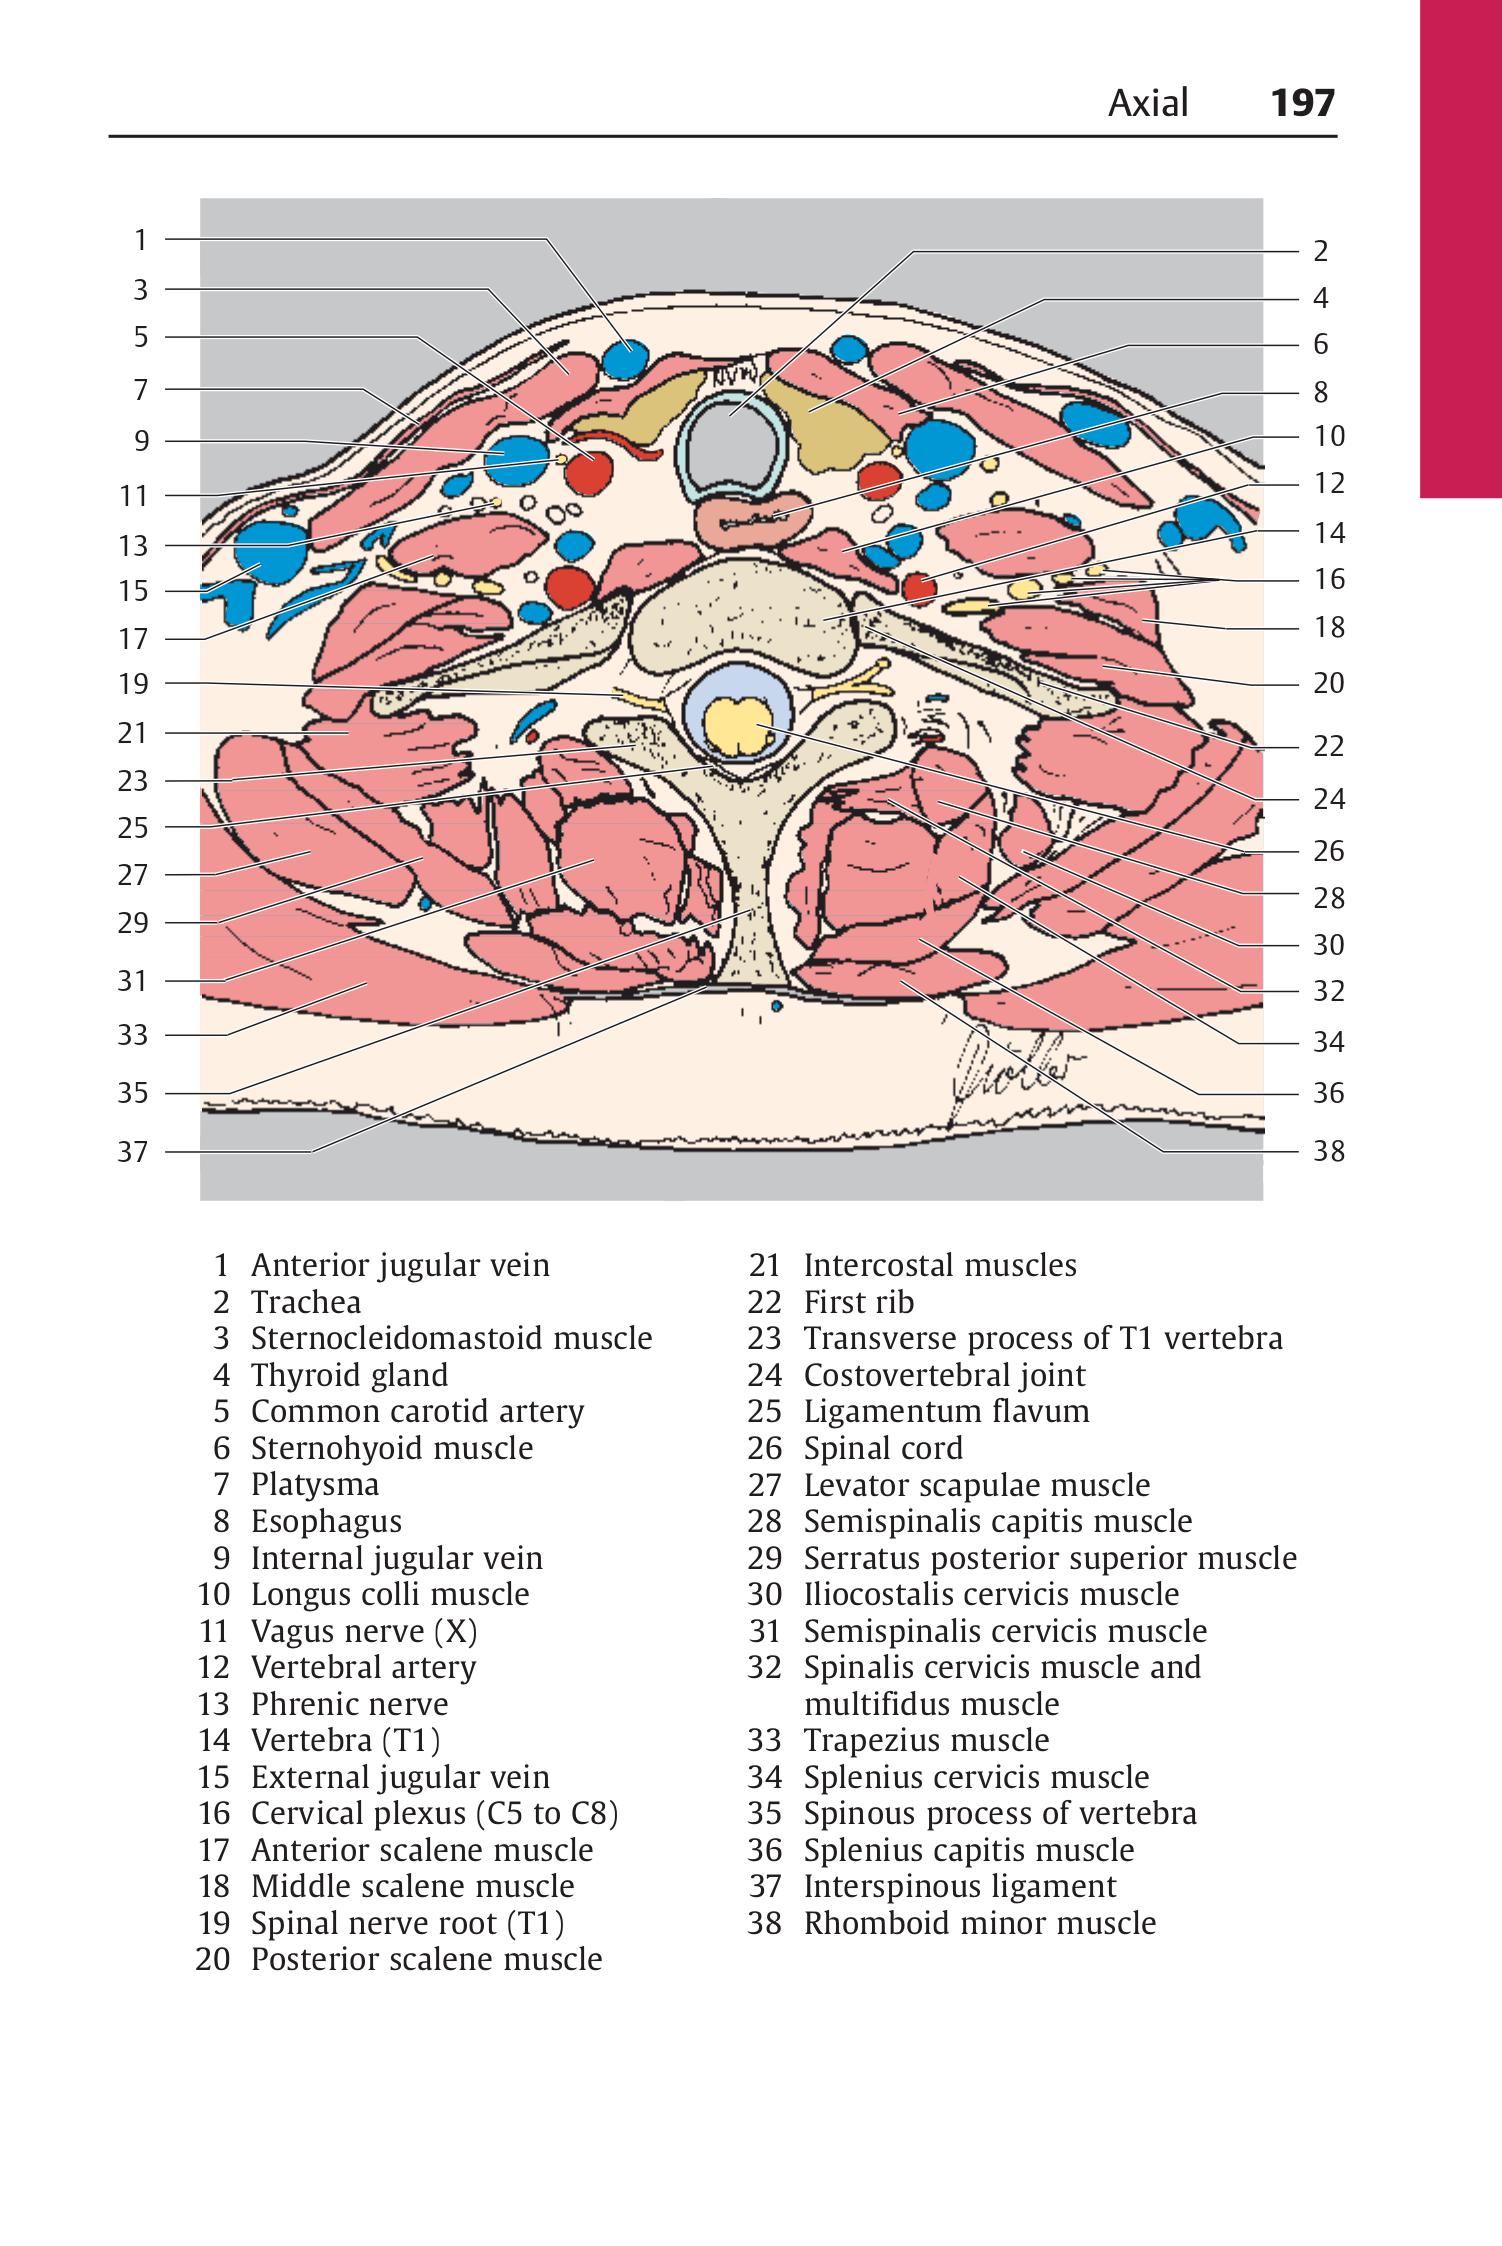 Axial 197
1
2
3
4
5
6
7
8
9
10
11
12
13
14
15
16
17
18
19
20
21
22
23
24
25
26
27
28
29
30
31
32
33
34
35
36
37
38
1 Anterior jugular vein
2 Trachea
3 Sternocleidomastoid muscle
4 Thyroid gland
5 Common carotid artery
6 Sternohyoid muscle
7 Platysma
8 Esophagus
9 Internal jugular vein
10 Longus colli muscle
11 Vagus nerve (X)
12 Vertebral artery
13 Phrenic nerve
14 Vertebra (T1)
15 External jugular vein
16 Cervical plexus (C5 to C8)
17 Anterior scalene muscle
18 Middle scalene muscle
19 Spinal nerve root (T1)
20 Posterior scalene muscle
21 Intercostal muscles
22 First rib
23 Transverse process of T1 vertebra
24 Costovertebral joint
25 Ligamentum flavum
26 Spinal cord
27 Levator scapulae muscle
28 Semispinalis capitis muscle
29 Serratus posterior superior muscle
30 Iliocostalis cervicis muscle
31 Semispinalis cervicis muscle
32 Spinalis cervicis muscle and
multifidus muscle
33 Trapezius muscle
34 Splenius cervicis muscle
35 Spinous process of vertebra
36 Splenius capitis muscle
37 Interspinous ligament
38 Rhomboid minor muscle